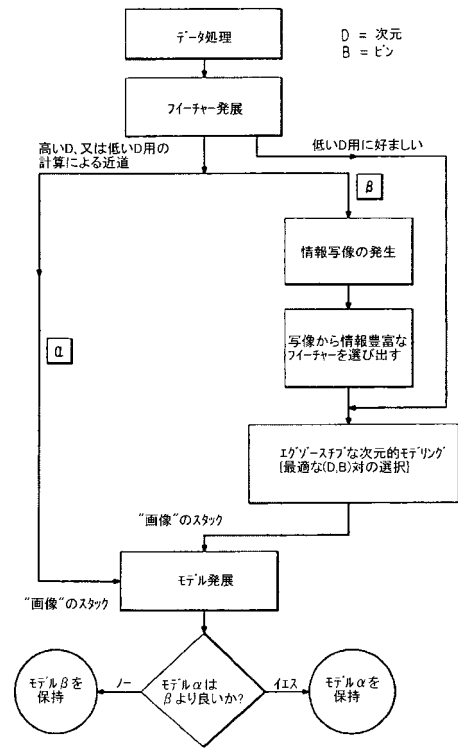 データ処理
D = 次元
B = ビン
フイーチャー発展
高いD、又は低いD用の
計算による近道
低いD用に好ましい
β
情報写像の発生
α
写像から情報豊富な
フイーチャーを選び出す
エグゾースチブな次元的モデリング
[最適な(D,B)対の選択]
"画像"のスタック
モデル発展
"画像"のスタック
モデルβを
保持
ノー
モデルαは
βより良いか?
イエス
モデルαを
保持